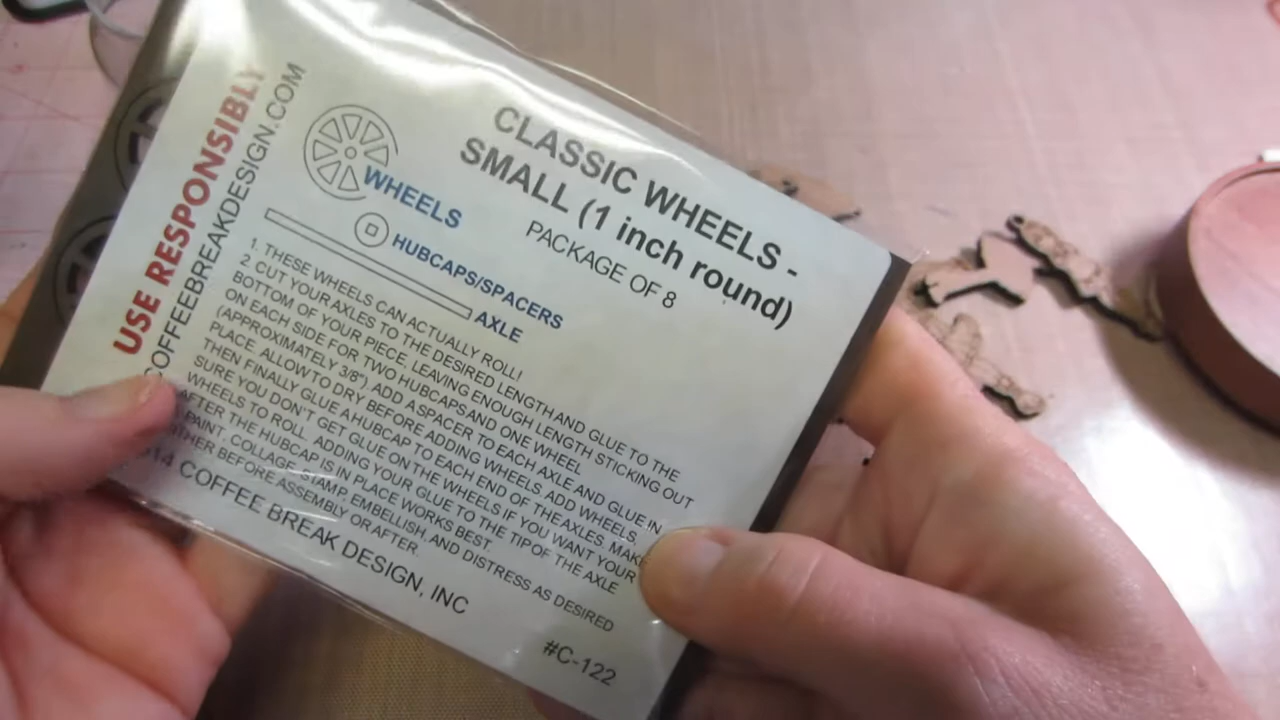 USE RESPONSIBLY
COFFEEBREAKDESIGN.COM
CLASSIC WHEELS -
SMALL (1 inch round)
PACKAGE OF 8
WHEELS
HUBCAPS/SPACERS
AXLE
1. THESE WHEELS CAN ACTUALLY ROLL!
2. CUT YOUR AXLES TO THE DESIRED LENGTH AND GLUE TO THE
BOTTOM OF YOUR PIECE, LEAVING ENOUGH LENGTH STICKING OUT
ON EACH SIDE FOR TWO HUBCAPS AND ONE WHEEL
(APPROXIMATELY 3/8"). ADD A SPACER TO EACH AXLE AND GLUE IN
PLACE. ALLOW TO DRY BEFORE ADDING WHEELS. ADD WHEELS,
THEN FINALLY GLUE A HUBCAP TO EACH END OF THE AXLES. MAKE
SURE YOU DON'T GET GLUE ON THE WHEELS IF YOU WANT YOUR
WHEELS TO ROLL. ADDING YOUR GLUE TO THE TIP OF THE AXLE
AFTER THE HUBCAP IS IN PLACE WORKS BEST.
PAINT, COLLAGE, STAMP, EMBELLISH, AND DISTRESS AS DESIRED
BEFORE ASSEMBLY OR AFTER.
COFFEE BREAK DESIGN, INC
#C-122